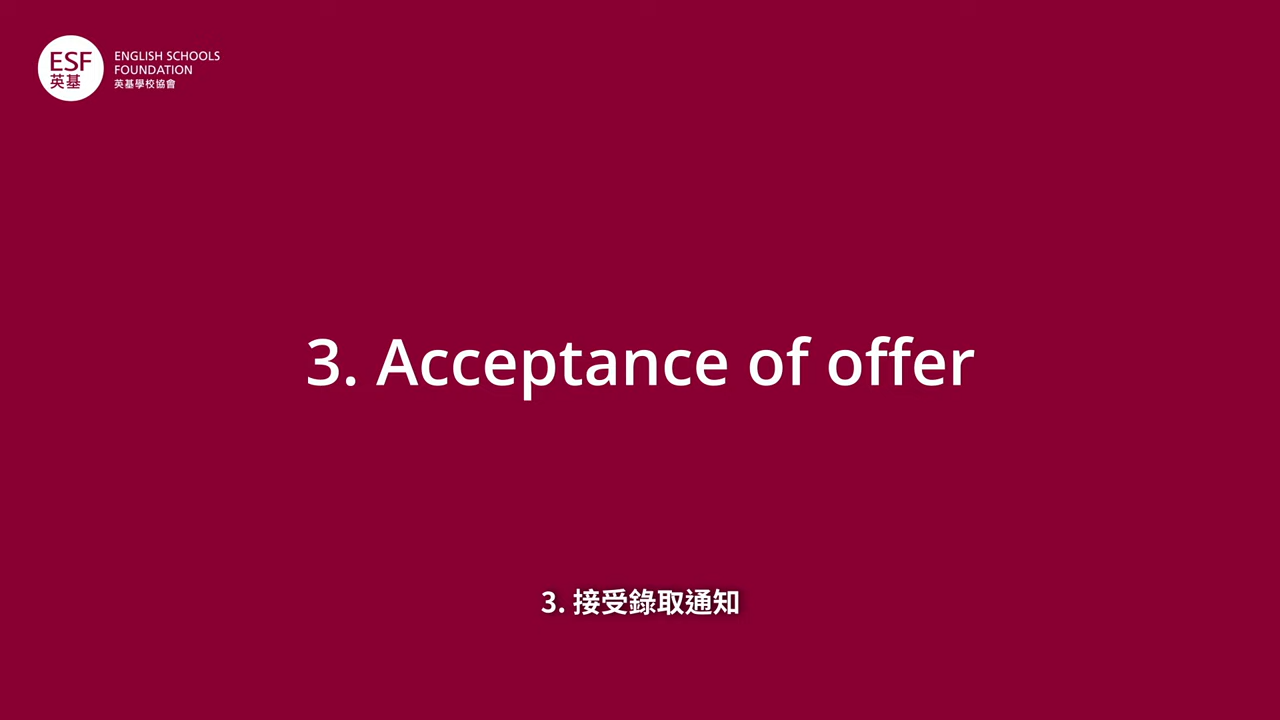 ESF
英基
ENGLISH SCHOOLS
FOUNDATION
英基學校協會
3. Acceptance of offer
3. 接受錄取通知